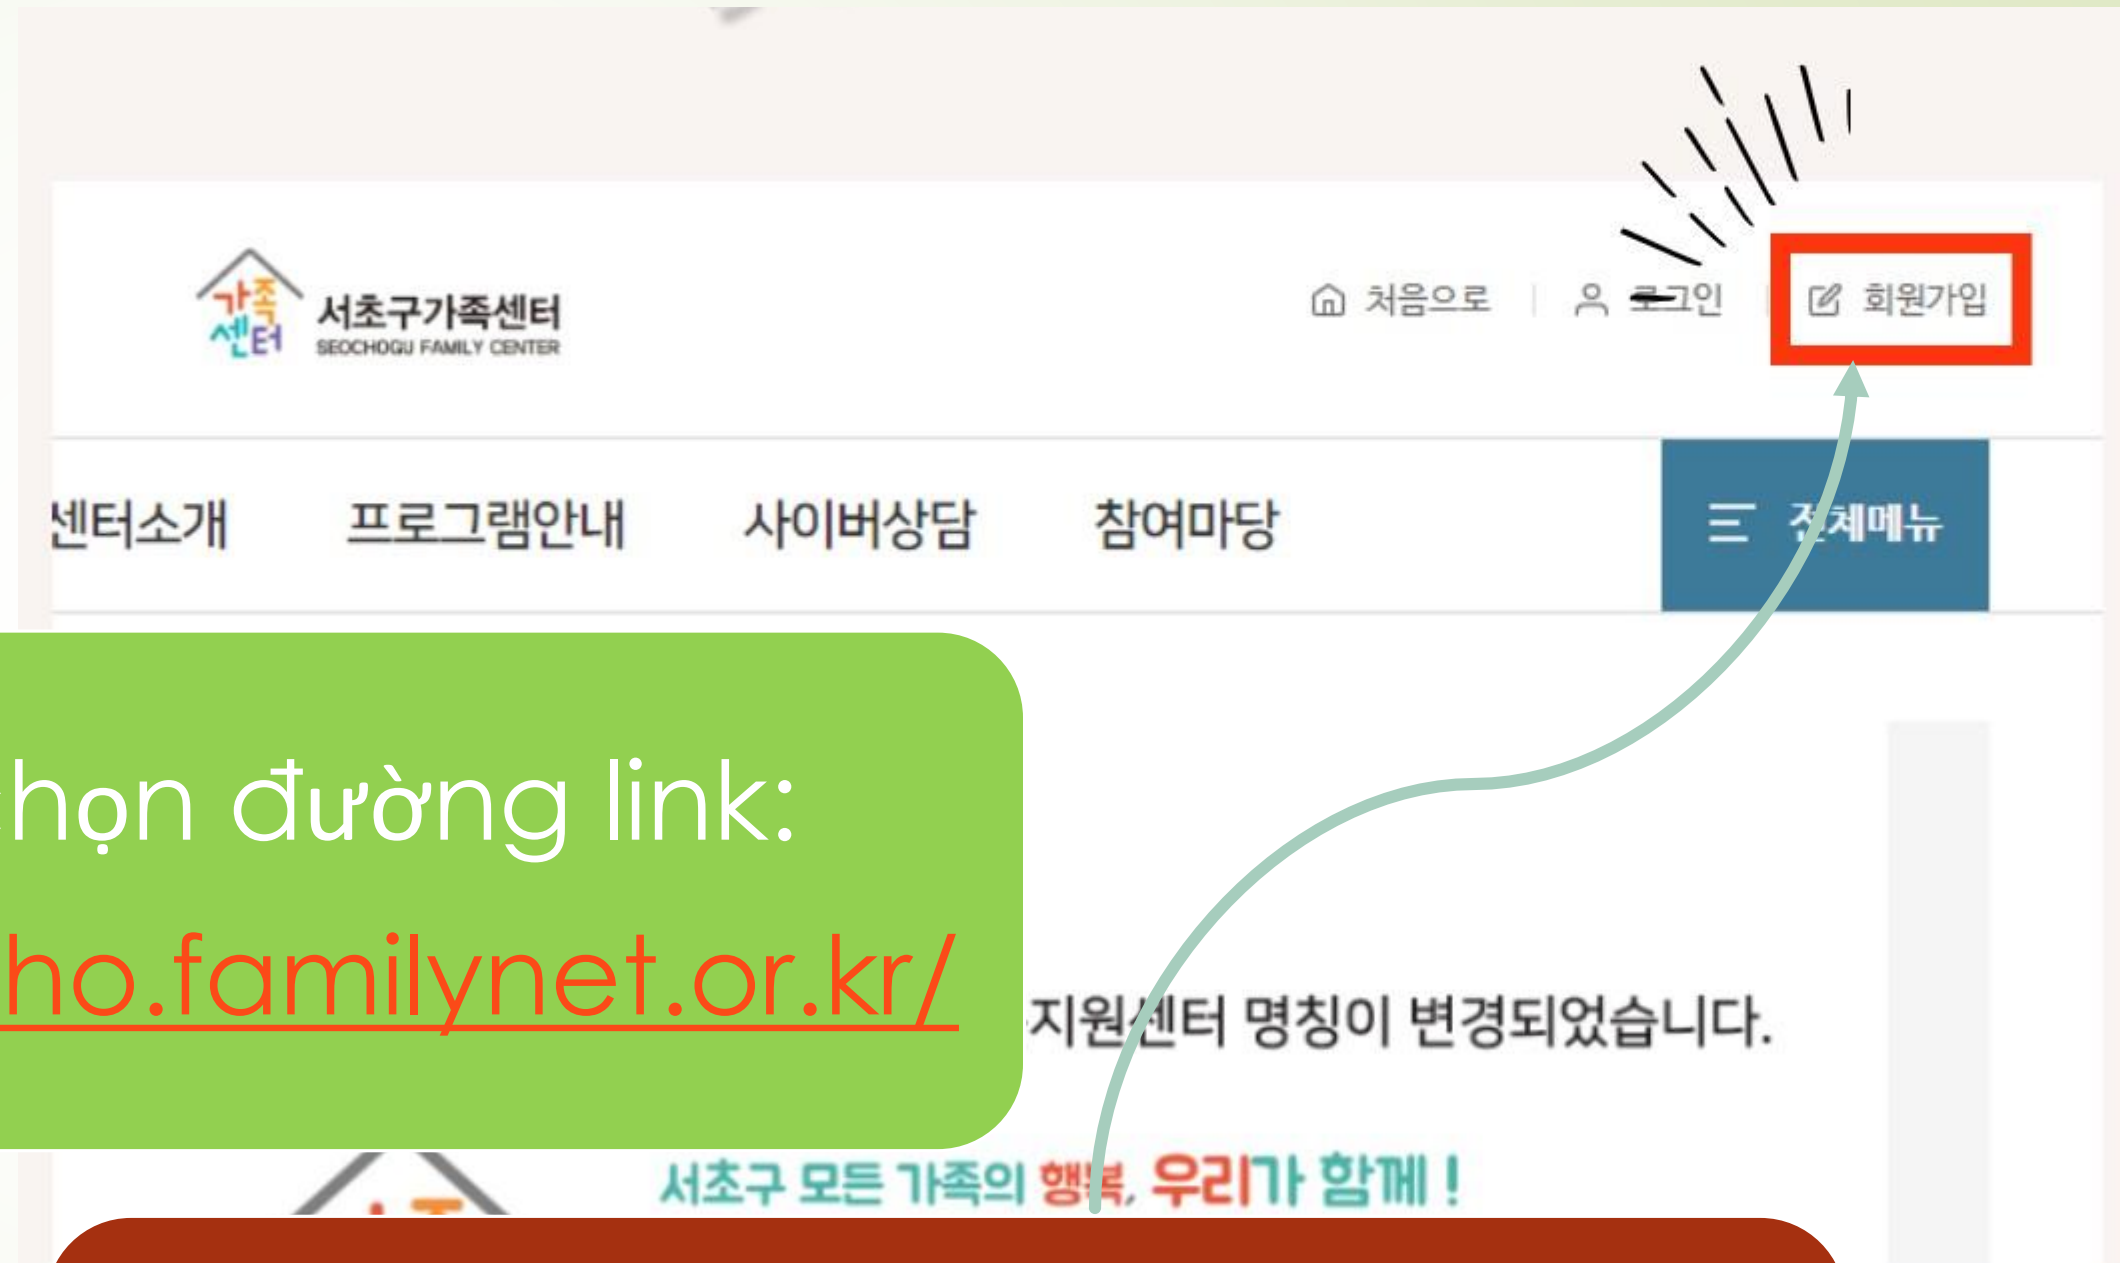 처음으로 로그인 회원가입
가족
센터
서초구가족센터
SEOCHOGU FAMILY CENTER
센터소개 프로그램안내 사이버상담 참여마당 전체메뉴
họn đường link:
ho.familynet.or.kr/
지원센터 명칭이 변경되었습니다.
서초구 모든 가족의 행복, 우리가 함께 !